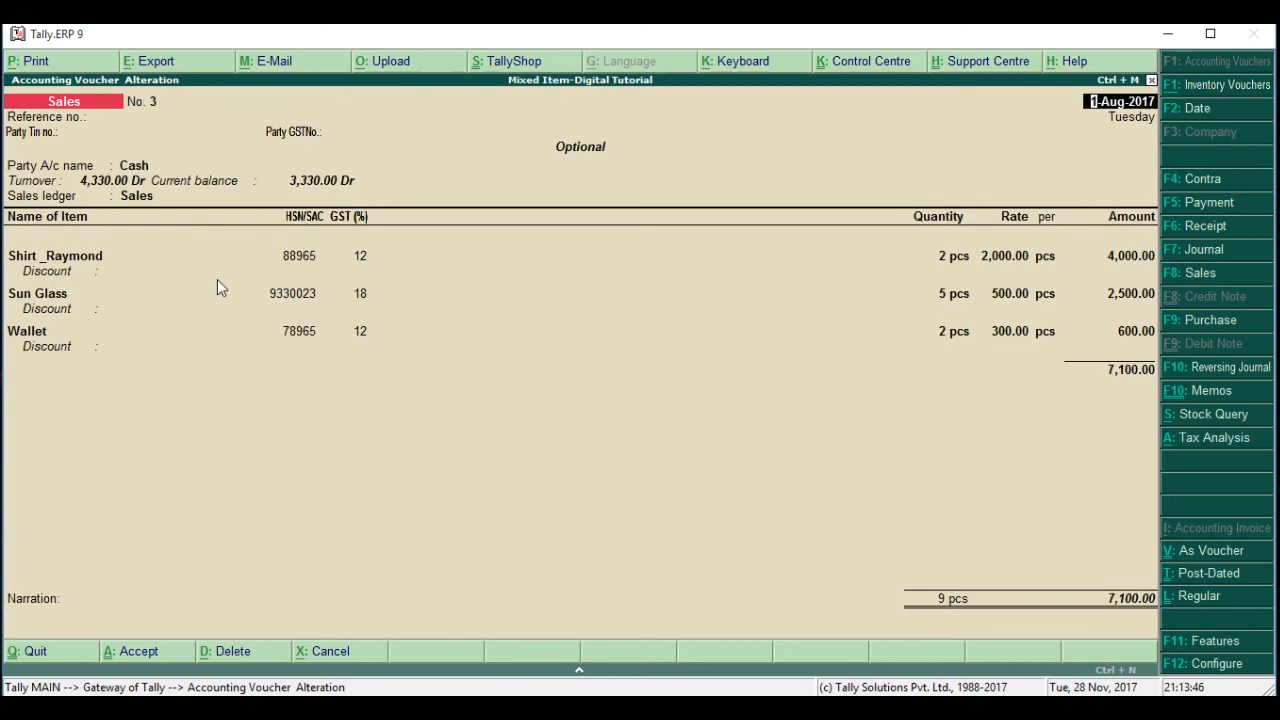 Tally.ERP 9
P: Print E: Export M: E-Mail O: Upload S: TallyShop G: Language K: Keyboard K: Control Centre H: Support Centre H: Help
Accounting Voucher Alteration Mixed Item-Digital Tutorial Ctrl + M
Sales No. 3 1-Aug-2017
Reference no.: Tuesday
Party Tin no.: Party GSTNo.:
Optional
Party A/c name : Cash
Turnover : 4,330.00 Dr Current balance : 3,330.00 Dr
Sales ledger : Sales
Name of Item HSN/SAC GST (%) Quantity Rate per Amount
Shirt _Raymond 88965 12 2 pcs 2,000.00 pcs 4,000.00
Discount :
Sun Glass 9330023 18 5 pcs 500.00 pcs 2,500.00
Discount :
Wallet 78965 12 2 pcs 300.00 pcs 600.00
Discount :
7,100.00
Narration: 9 pcs 7,100.00
Q: Quit A: Accept D: Delete X: Cancel
Ctrl + N
Tally MAIN --> Gateway of Tally --> Accounting Voucher Alteration (c) Tally Solutions Pvt. Ltd., 1988-2017 Tue, 28 Nov, 2017 21:13:46
F1: Accounting Vouchers
F1: Inventory Vouchers
F2: Date
F3: Company
F4: Contra
F5: Payment
F6: Receipt
F7: Journal
F8: Sales
F8: Credit Note
F9: Purchase
F9: Debit Note
F10: Reversing Journal
F10: Memos
S: Stock Query
A: Tax Analysis
I: Accounting Invoice
V: As Voucher
T: Post-Dated
L: Regular
F11: Features
F12: Configure